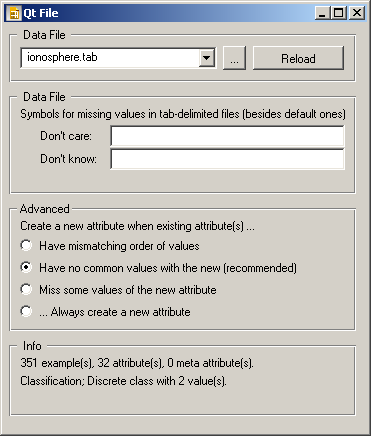 Qt File
Data File
ionosphere.tab
...
Reload
Data File
Symbols for missing values in tab-delimited files (besides default ones)
Don't care:
Don't know:
Advanced
Create a new attribute when existing attribute(s) ...
Have mismatching order of values
Have no common values with the new (recommended)
Miss some values of the new attribute
... Always create a new attribute
Info
351 example(s), 32 attribute(s), 0 meta attribute(s).
Classification; Discrete class with 2 value(s).